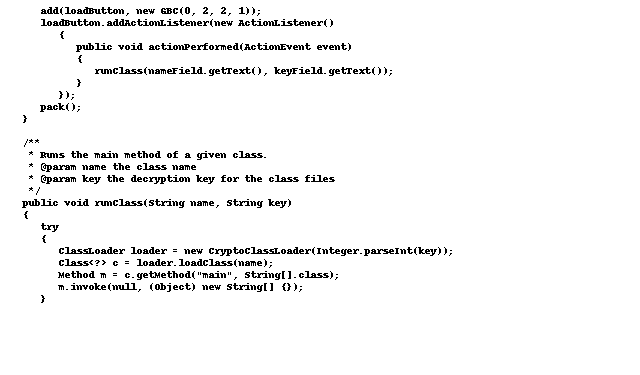 add(loadButton, new GBC(0, 2, 2, 1));
loadButton.addActionListener(new ActionListener()
{
public void actionPerformed(ActionEvent event)
{
runClass(nameField.getText(), keyField.getText());
}
});
pack();
}
/**
* Runs the main method of a given class.
* @param name the class name
* @param key the decryption key for the class files
*/
public void runClass(String name, String key)
{
try
{
ClassLoader loader = new CryptoClassLoader(Integer.parseInt(key));
Class<?> c = loader.loadClass(name);
Method m = c.getMethod("main", String[].class);
m.invoke(null, (Object) new String[] {});
}